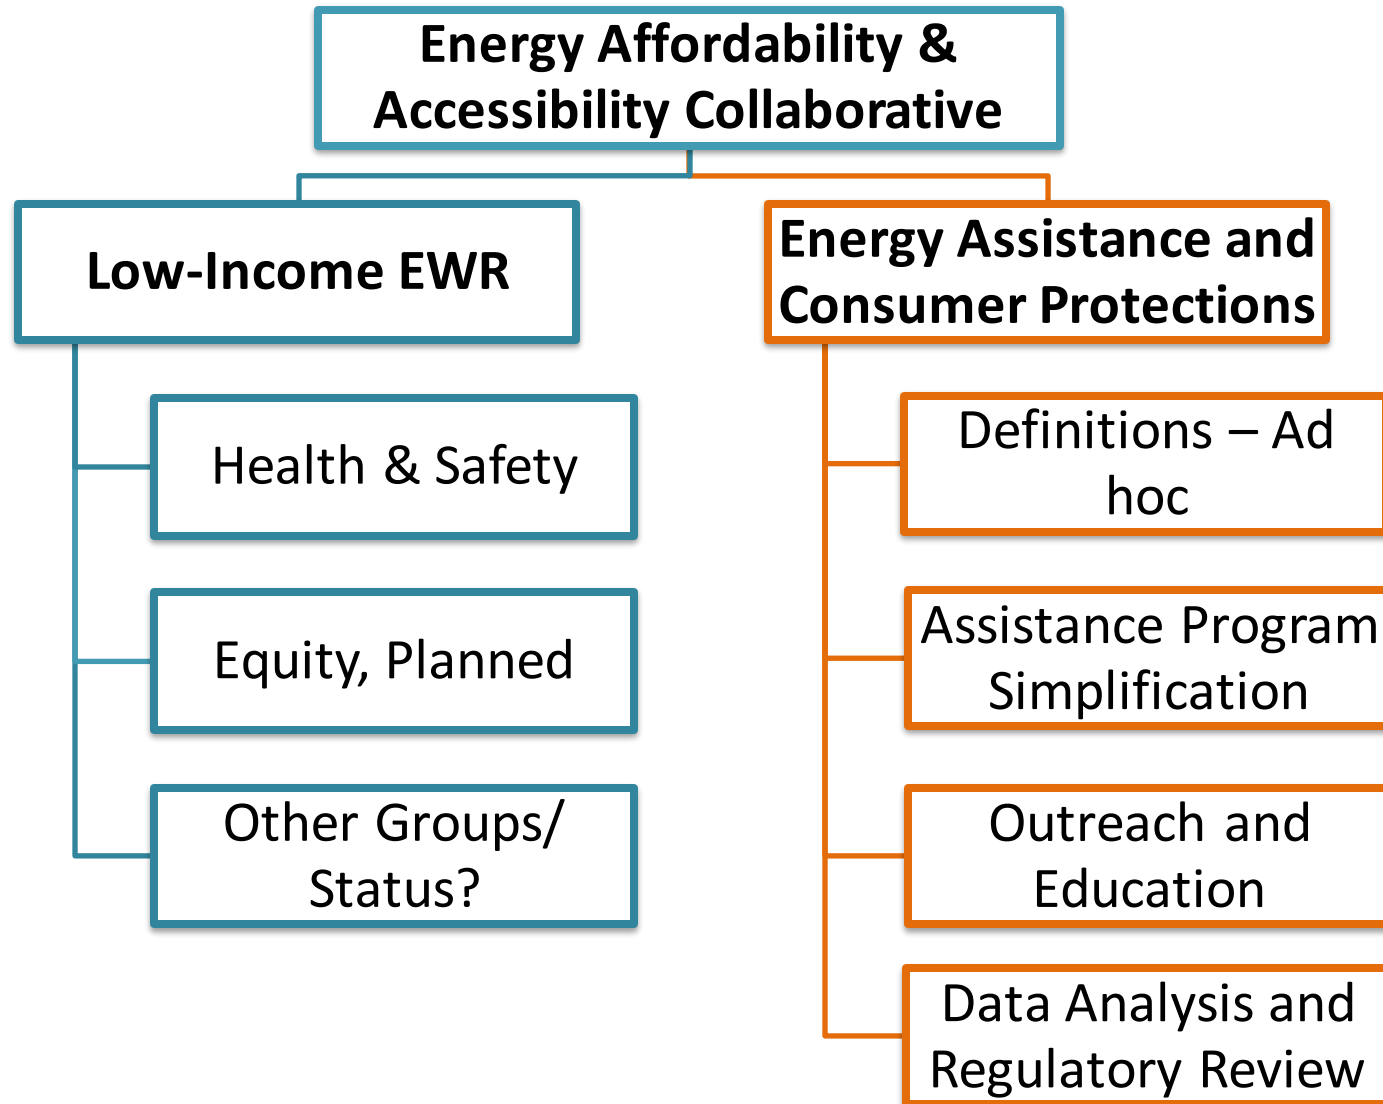 Energy Affordability &
Accessibility Collaborative
Low-Income EWR
Health & Safety
Equity, Planned
Other Groups/
Status?
Energy Assistance and
Consumer Protections
Definitions – Ad
hoc
Assistance Program
Simplification
Outreach and
Education
Data Analysis and
Regulatory Review